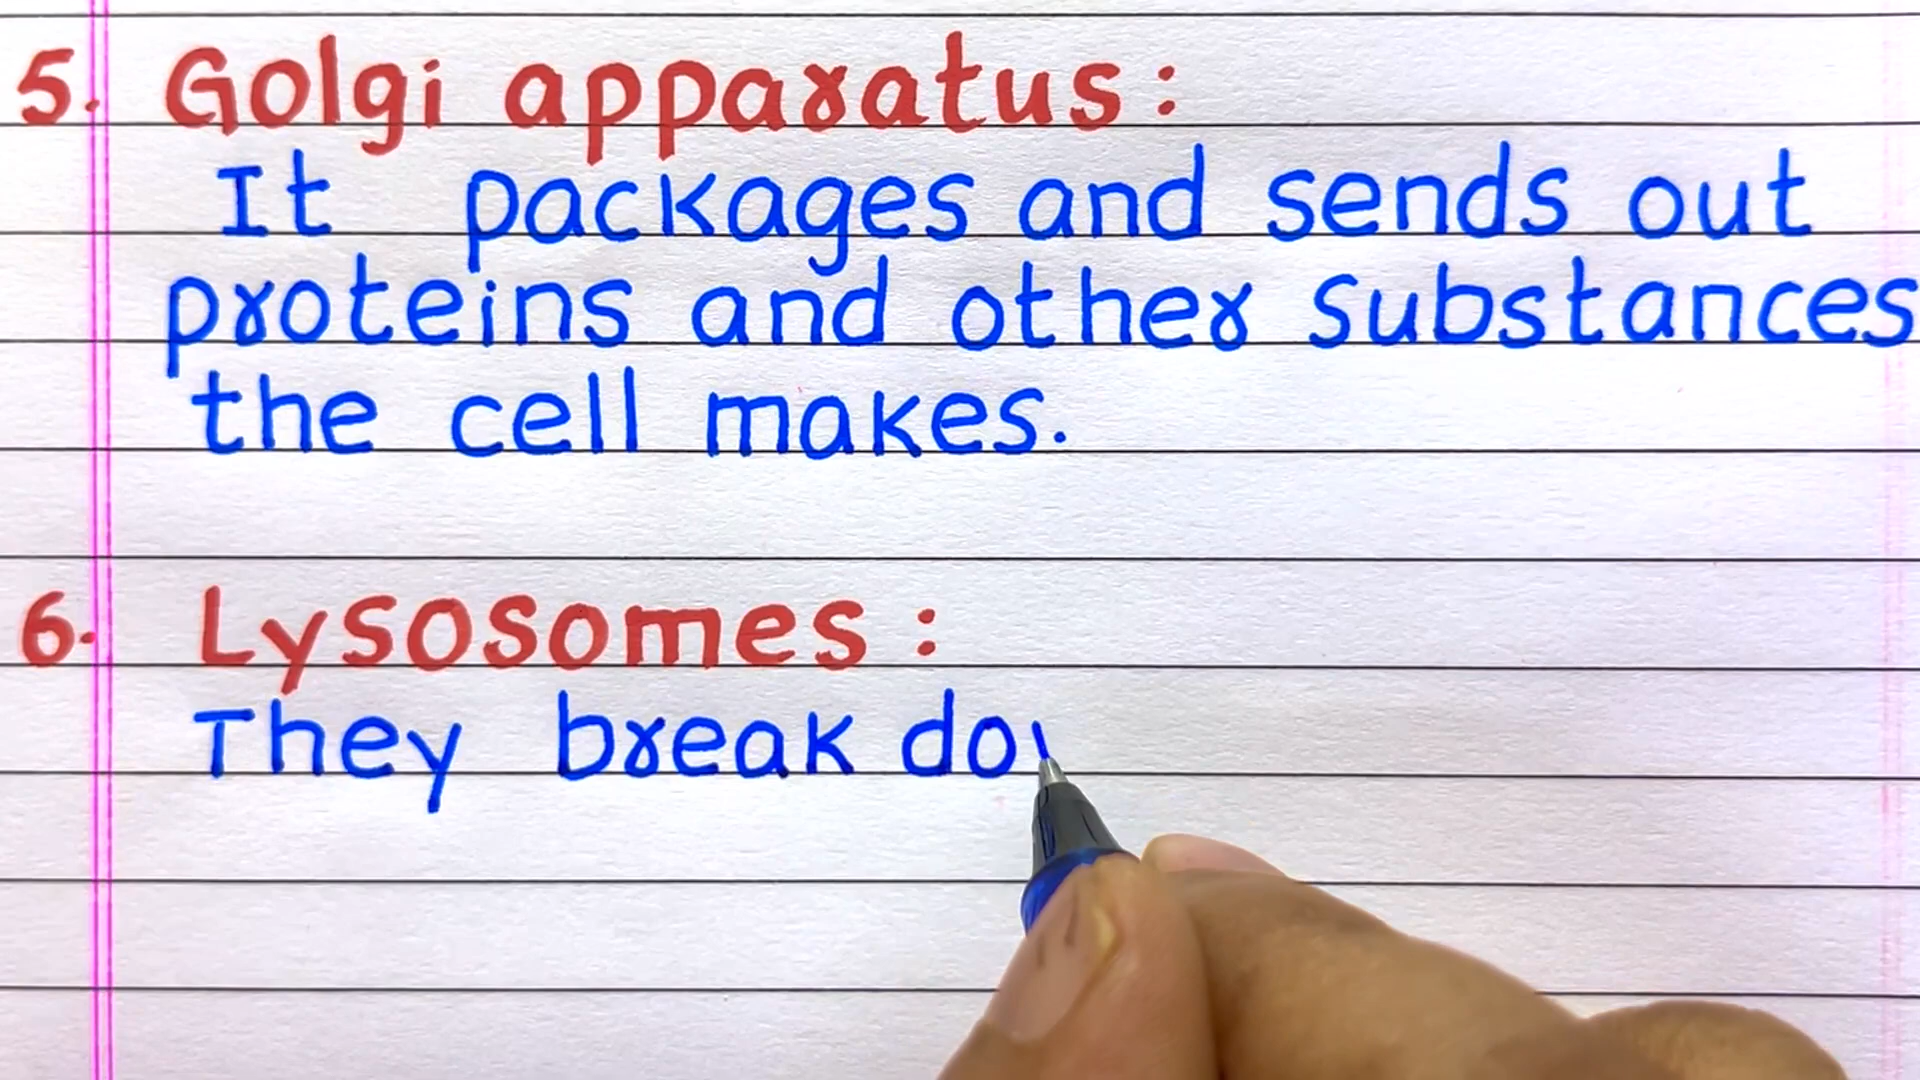 5. Golgi apparatus:
It packages and sends out
proteins and other substances
the cell makes.
6. Lysosomes:
They break do